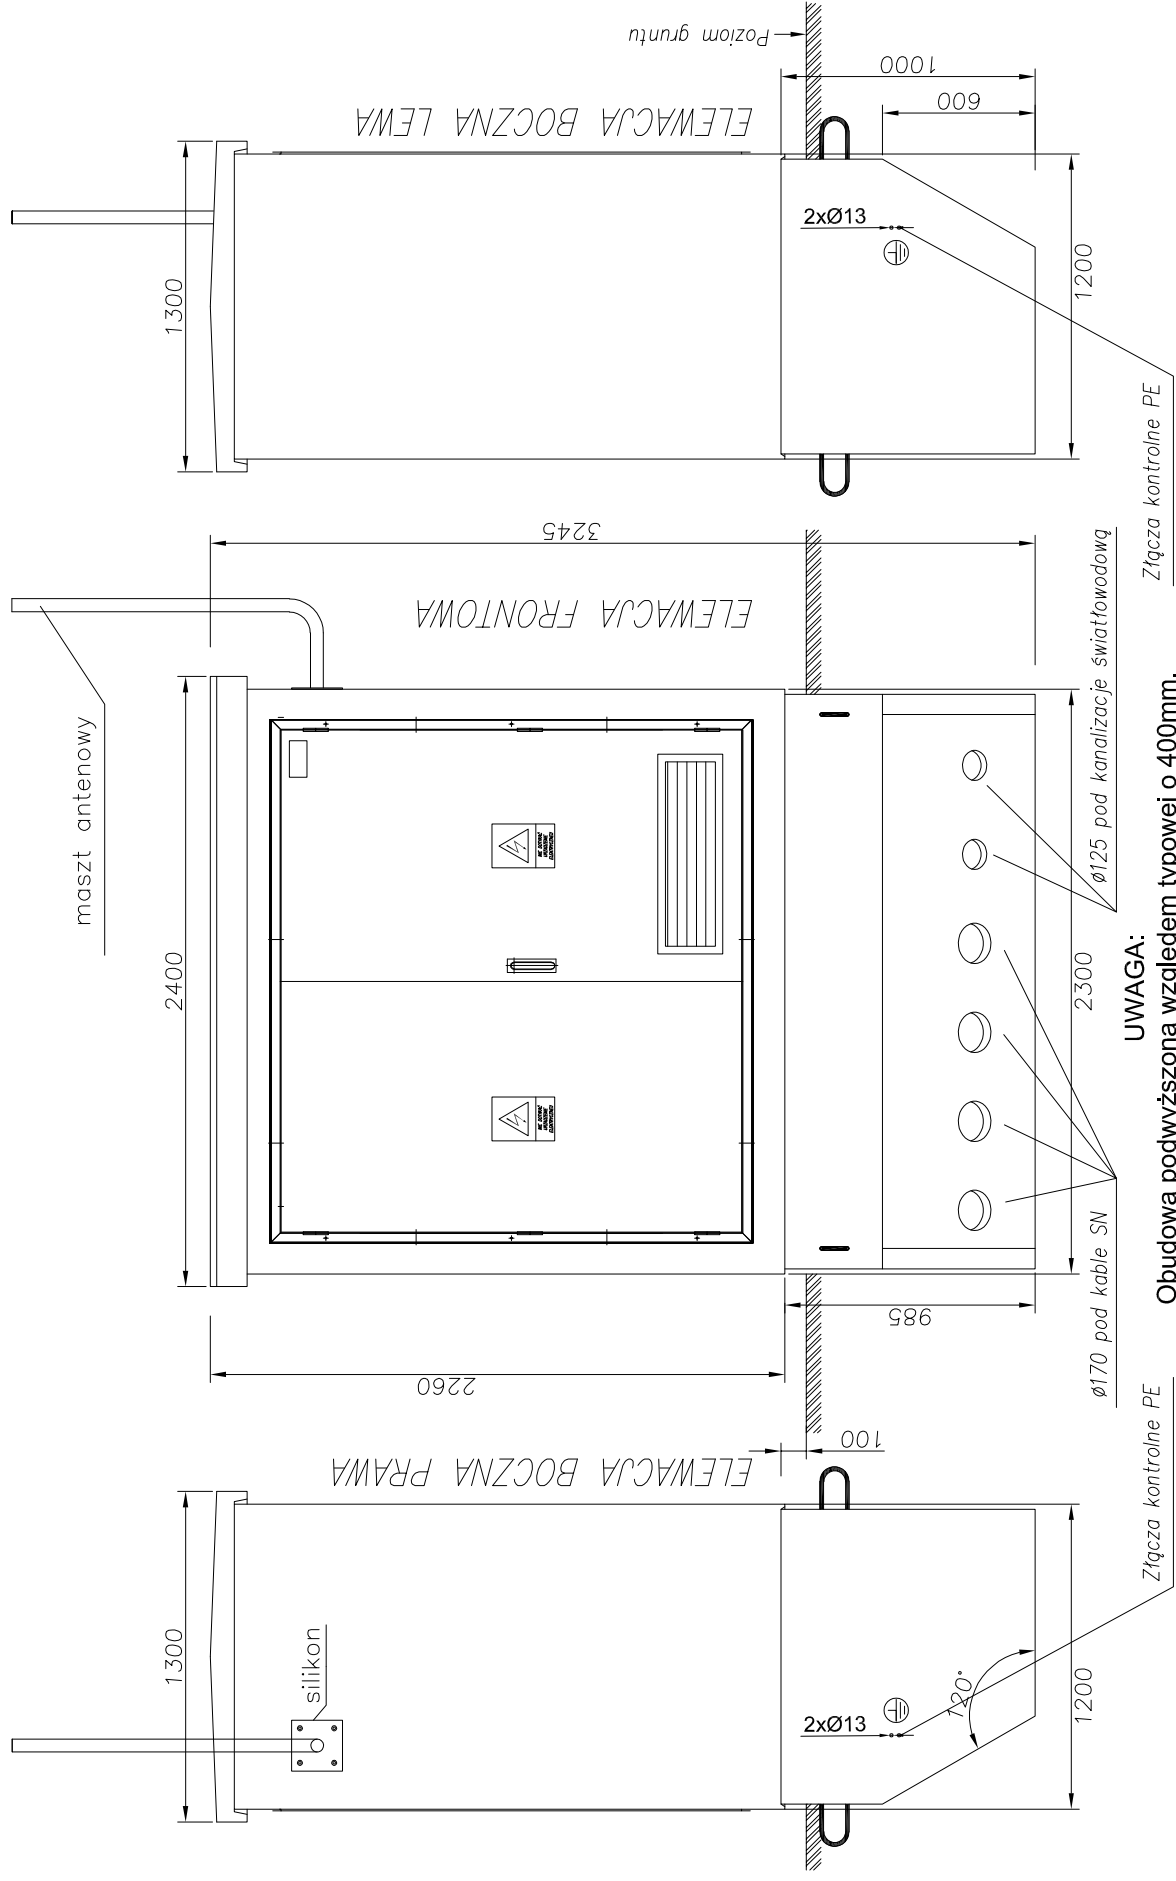 ELEWACJA BOCZNA PRAWA
1300
silikon
2xØ13
120°
1200
Złącza kontrolne PE
100
ELEWACJA FRONTOWA
maszt antenowy
2400
3245
2260
985
2300
ø170 pod kable SN
ø125 pod kanalizacje światłowodową
ELEWACJA BOCZNA LEWA
1300
Poziom gruntu
1000
600
2xØ13
1200
Złącza kontrolne PE
UWAGA:
Obudowa podwyższona względem typowej o 400mm.